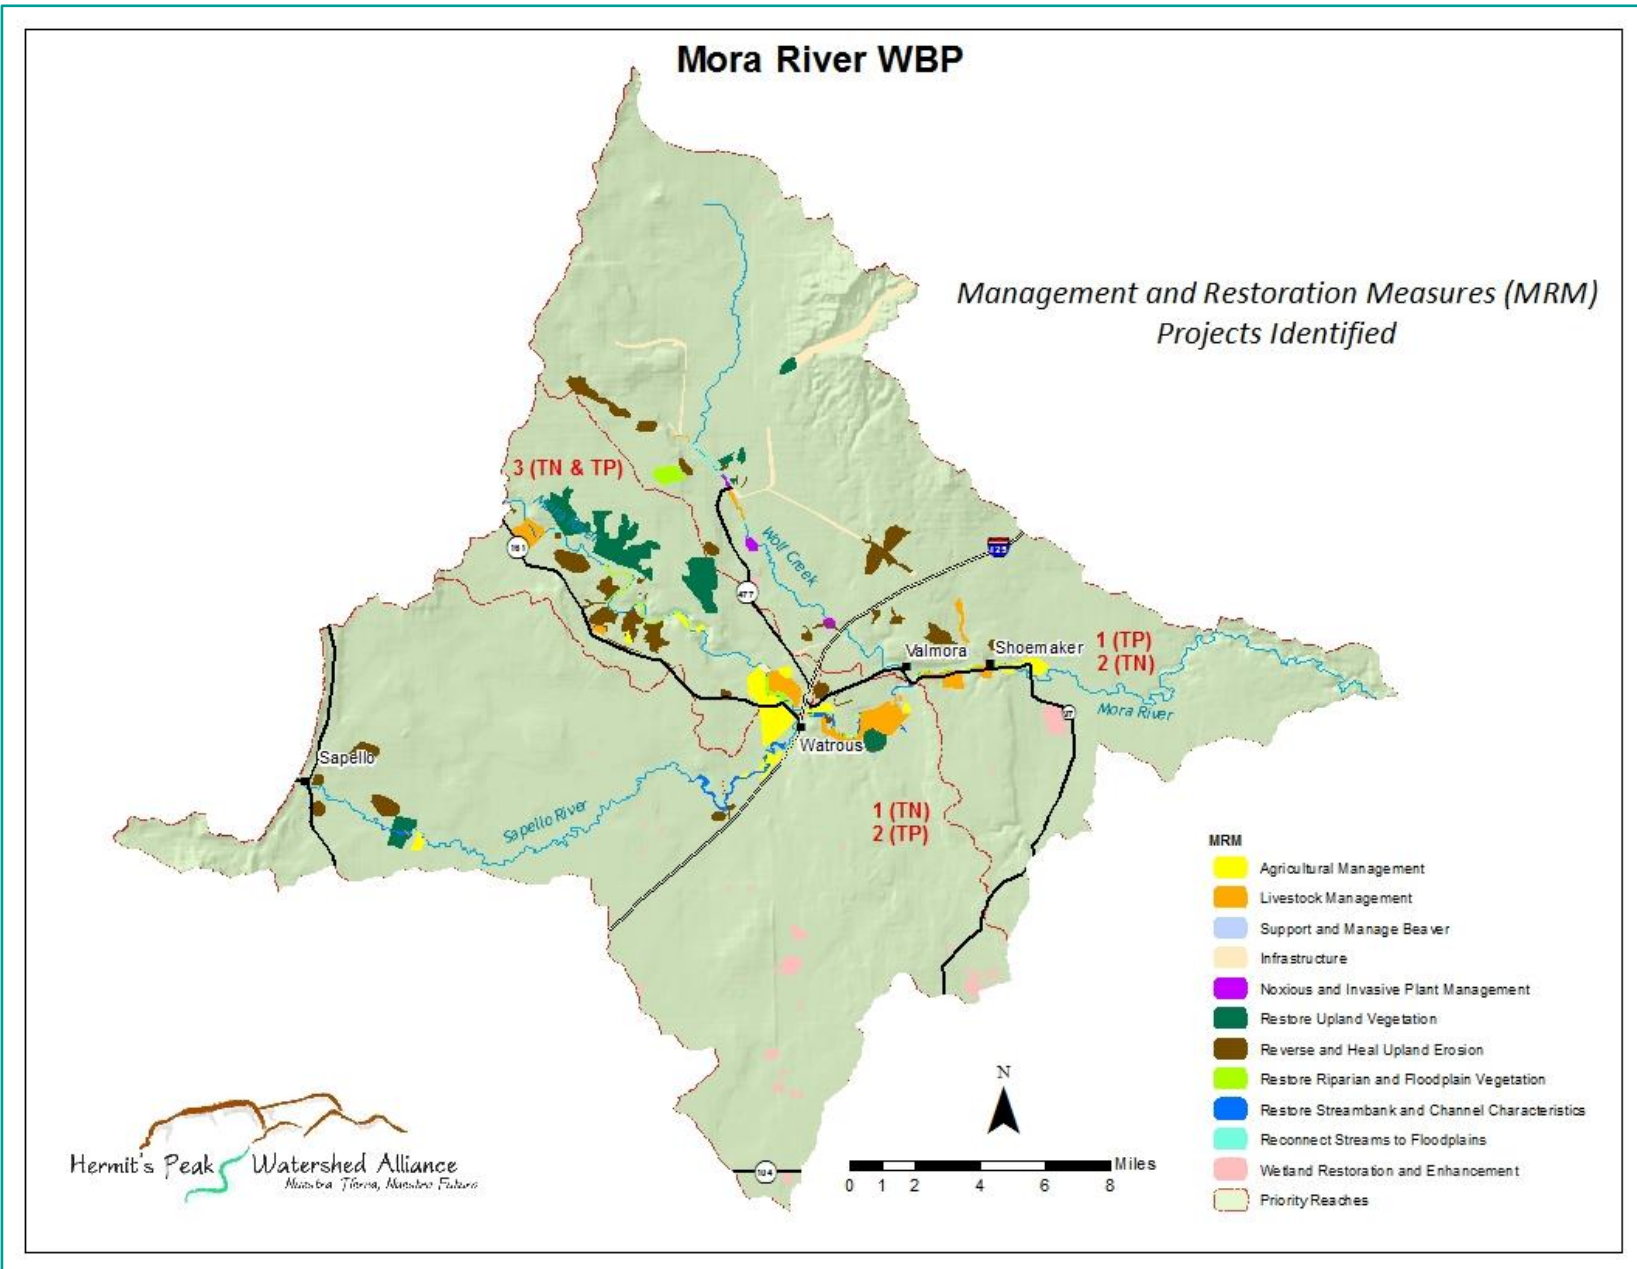 Mora River WBP
Management and Restoration Measures (MRM)
Projects Identified
3 (TN & TP)
161
Wolf Creek
477
Valmora
Shoemaker
1 (TP)
2 (TN)
Mora River
97
Watrous
Sapello
Sapello River
1 (TN)
2 (TP)
MRM
Agricultural Management
Livestock Management
Support and Manage Beaver
Infrastructure
Noxious and Invasive Plant Management
Restore Upland Vegetation
Reverse and Heal Upland Erosion
Restore Riparian and Floodplain Vegetation
Restore Streambank and Channel Characteristics
Reconnect Streams to Floodplains
Wetland Restoration and Enhancement
Priority Reaches
N
Miles
0 1 2 4 6 8
104
Hermit's Peak Watershed Alliance
Nuestra Tierra, Nuestro Futuro